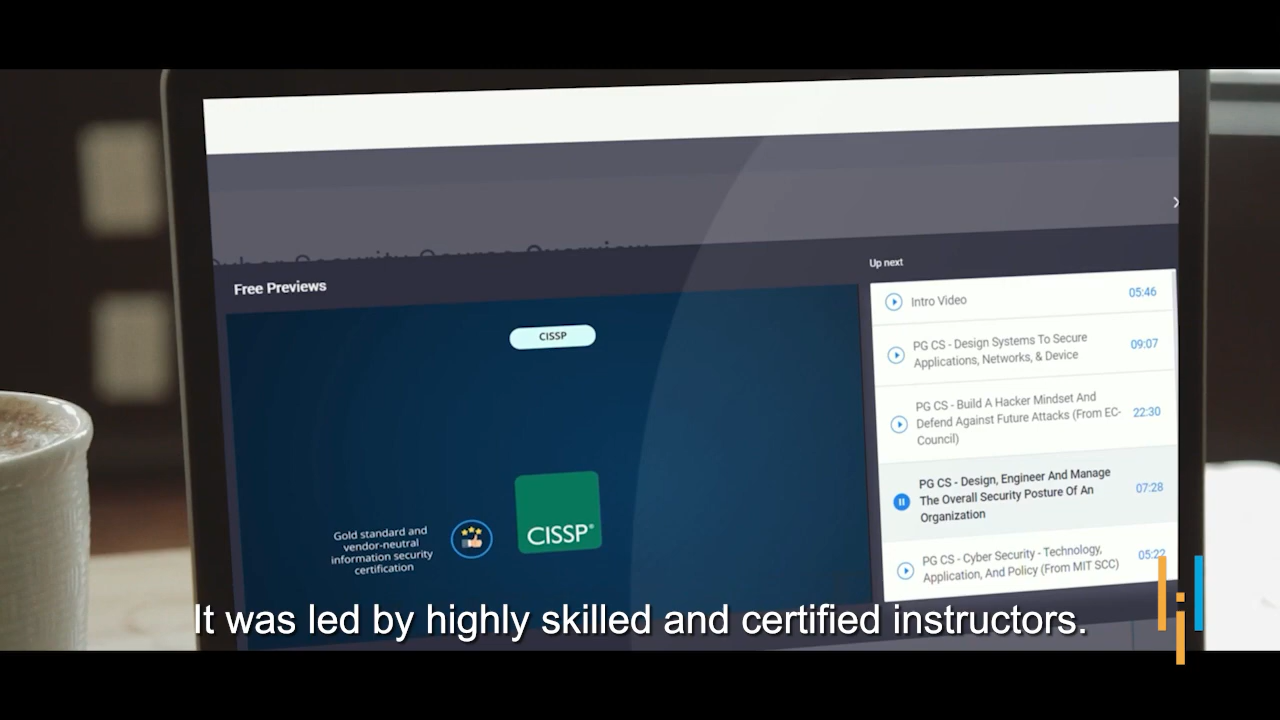 Cyber Security Course Overview
Free Previews
Up next
CISSP
Gold standard and
vendor-neutral
information security
certification
CISSP®
Intro Video
05:46
PG CS - Design Systems To Secure
Applications, Networks, & Device
09:07
PG CS - Build A Hacker Mindset And
Defend Against Future Attacks (From EC-
Council)
22:30
PG CS - Design, Engineer And Manage
The Overall Security Posture Of An
Organization
07:28
PG CS - Cyber Security - Technology,
Application, And Policy (From MIT SCC)
05:22
It was led by highly skilled and certified instructors.